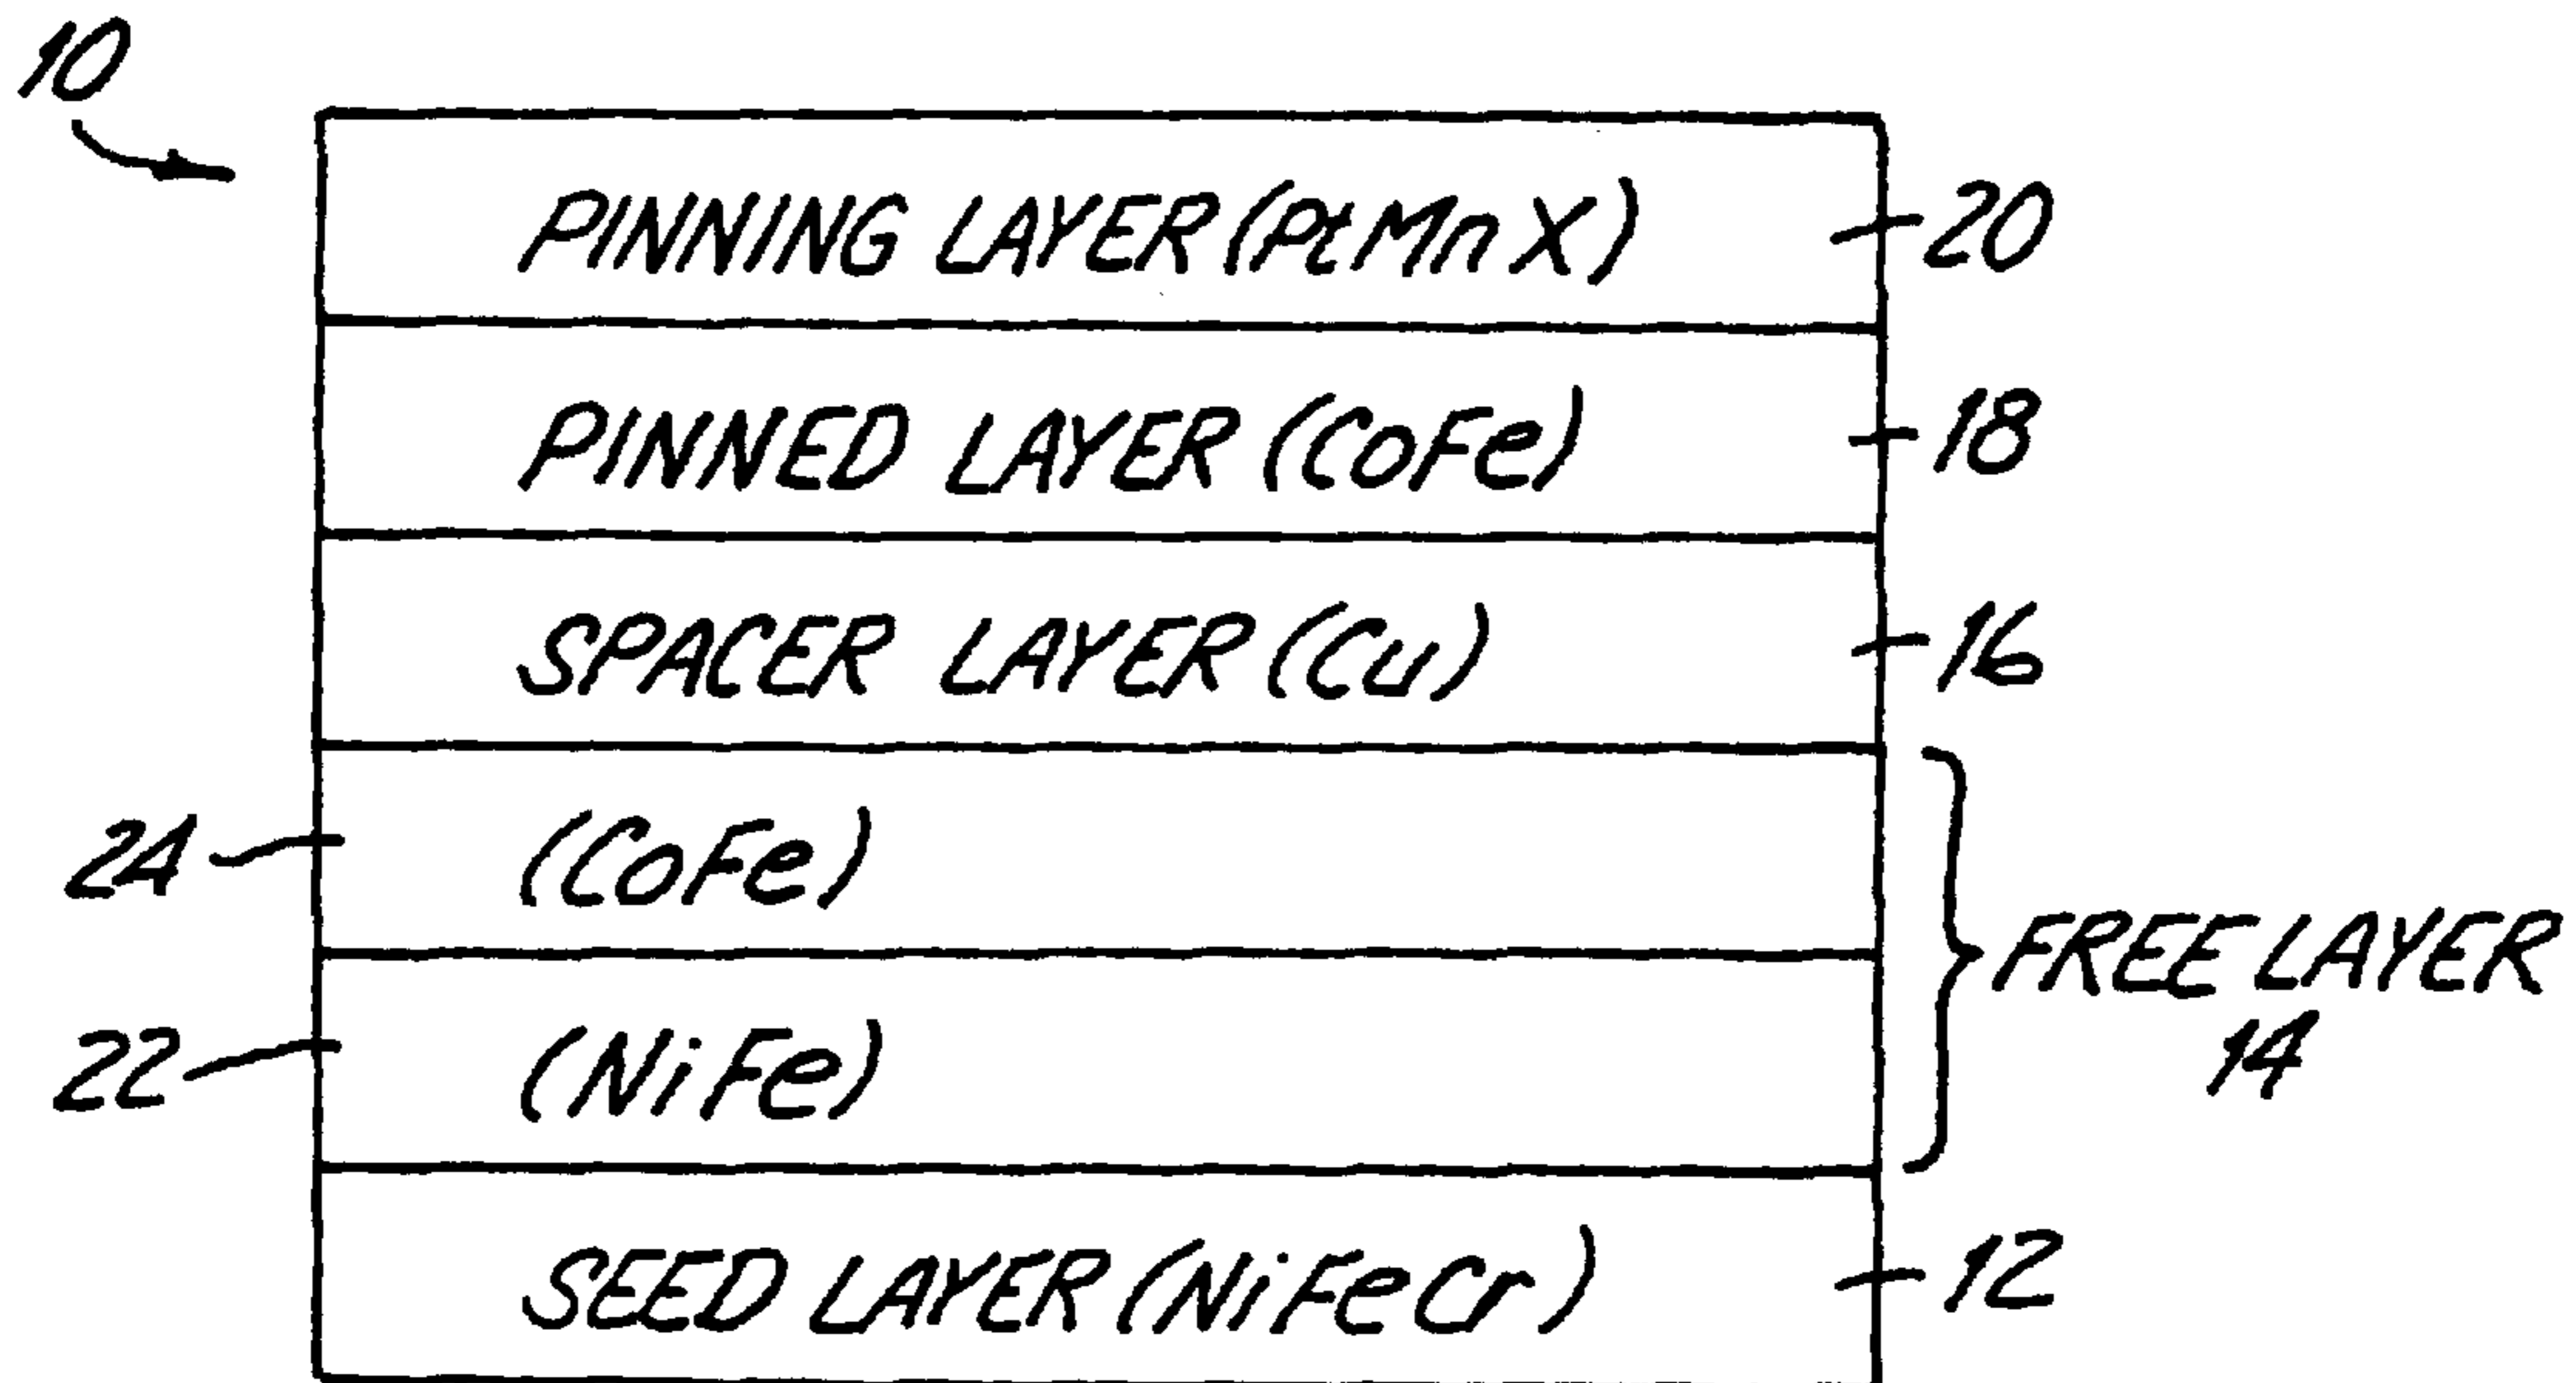 10
PINNING LAYER (PtMnX) 20
PINNED LAYER (CoFe) 18
SPACER LAYER (Cu) 16
24 (CoFe)
FREE LAYER
14
22 (NiFe)
SEED LAYER (NiFeCr) 12